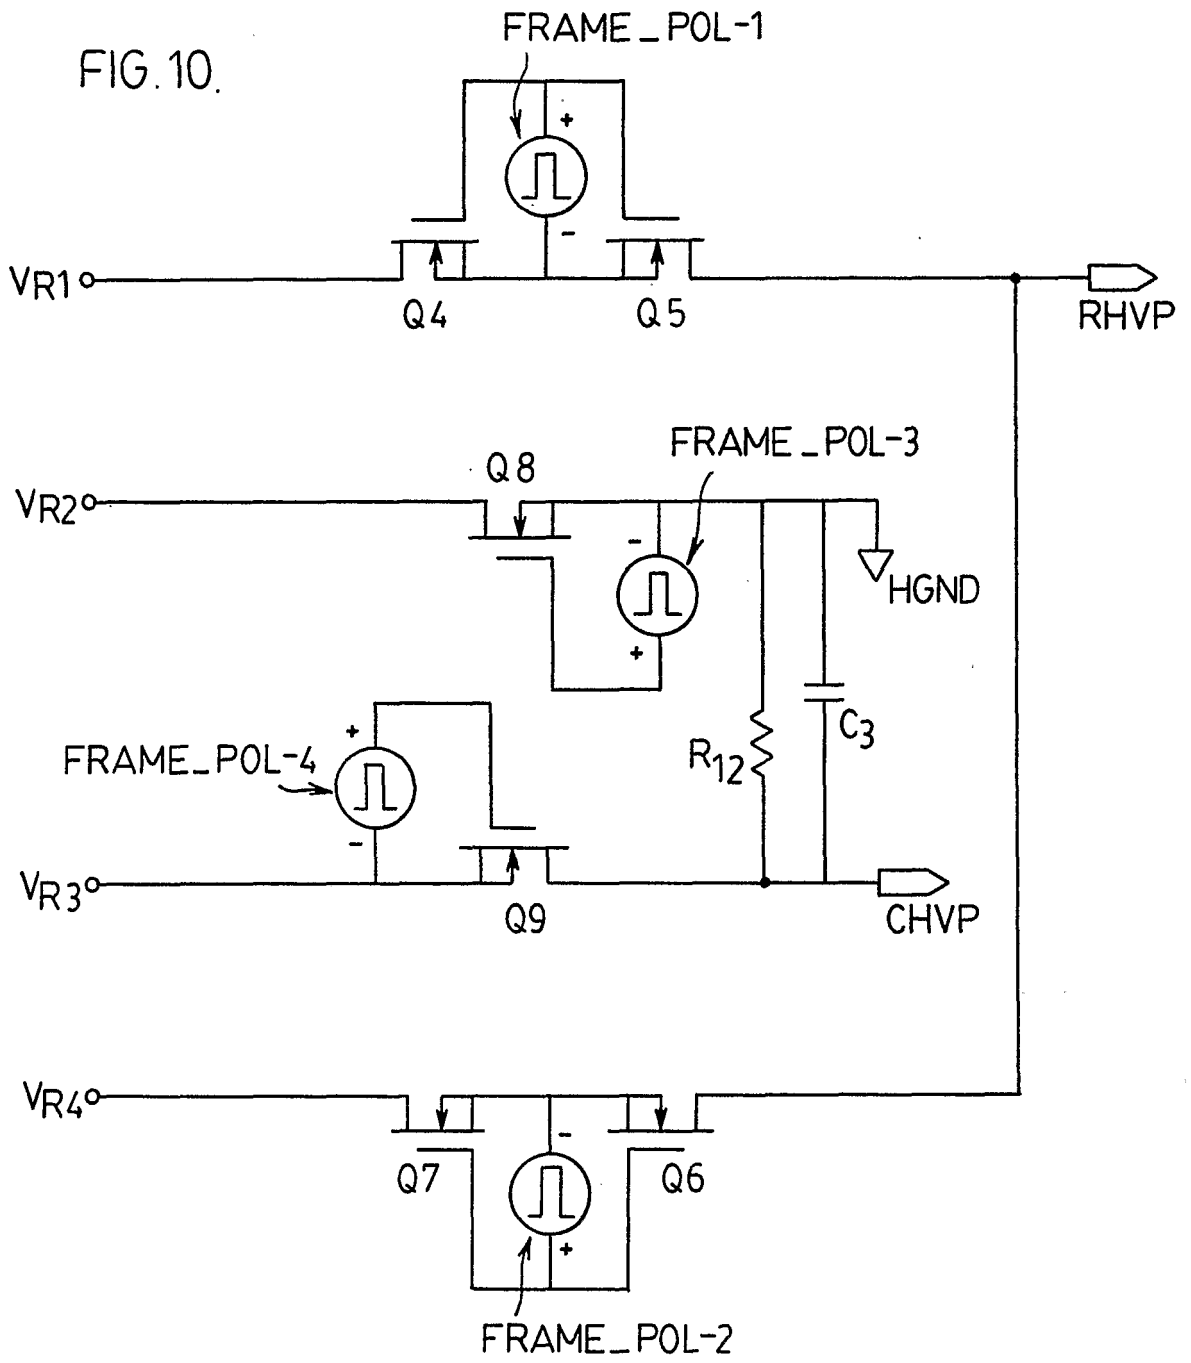 FRAME_POL-1
FIG. 10.
+
-
VR1
Q4
Q5
RHVP
FRAME_POL-3
Q8
VR2
-
HGND
+
C3
R12
+
FRAME_POL-4
-
VR3
Q9
CHVP
VR4
-
Q7
Q6
+
FRAME_POL-2